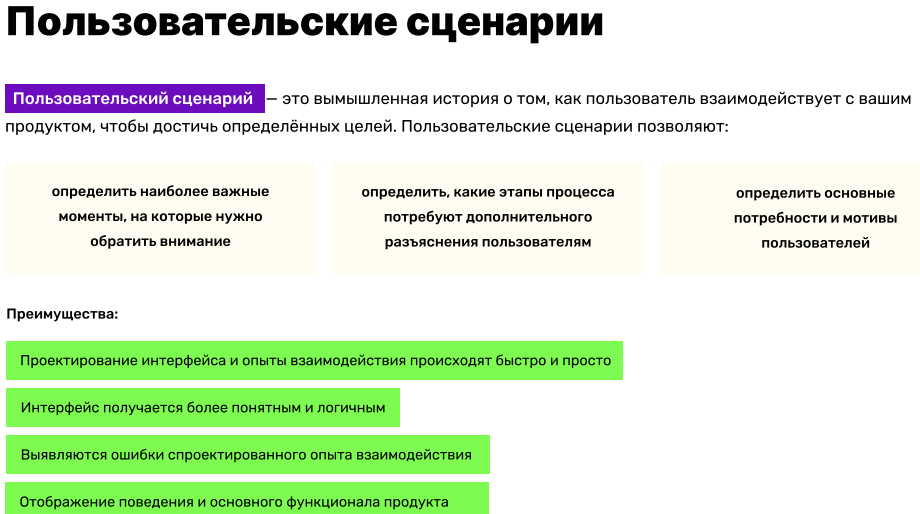 Пользовательские сценарии
Пользовательский сценарий — это вымышленная история о том, как пользователь взаимодействует с вашим
продуктом, чтобы достичь определённых целей. Пользовательские сценарии позволяют:
определить наиболее важные
моменты, на которые нужно
обратить внимание
определить, какие этапы процесса
потребуют дополнительного
разъяснения пользователям
определить основные
потребности и мотивы
пользователей
Преимущества:
Проектирование интерфейса и опыты взаимодействия происходят быстро и просто
Интерфейс получается более понятным и логичным
Выявляются ошибки спроектированного опыта взаимодействия
Отображение поведения и основного функционала продукта